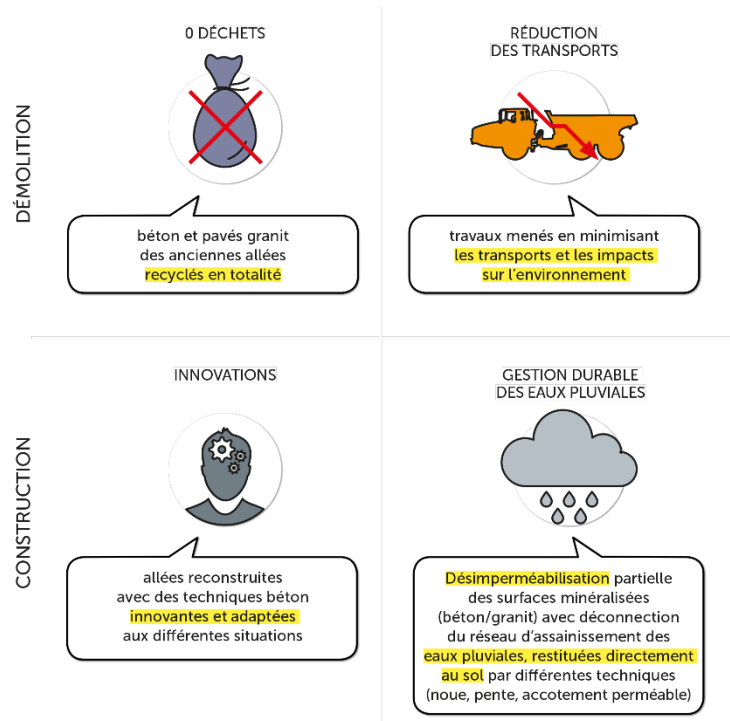 DÉMOLITION
0 DÉCHETS
béton et pavés granit
des anciennes allées
recyclés en totalité
RÉDUCTION
DES TRANSPORTS
travaux menés en minimisant
les transports et les impacts
sur l'environnement
CONSTRUCTION
INNOVATIONS
allées reconstruites
avec des techniques béton
innovantes et adaptées
aux différentes situations
GESTION DURABLE
DES EAUX PLUVIALES
Désimperméabilisation partielle
des surfaces minéralisées
(béton/granit) avec déconnection
du réseau d'assainissement des
eaux pluviales, restituées directement
au sol par différentes techniques
(noue, pente, accotement perméable)